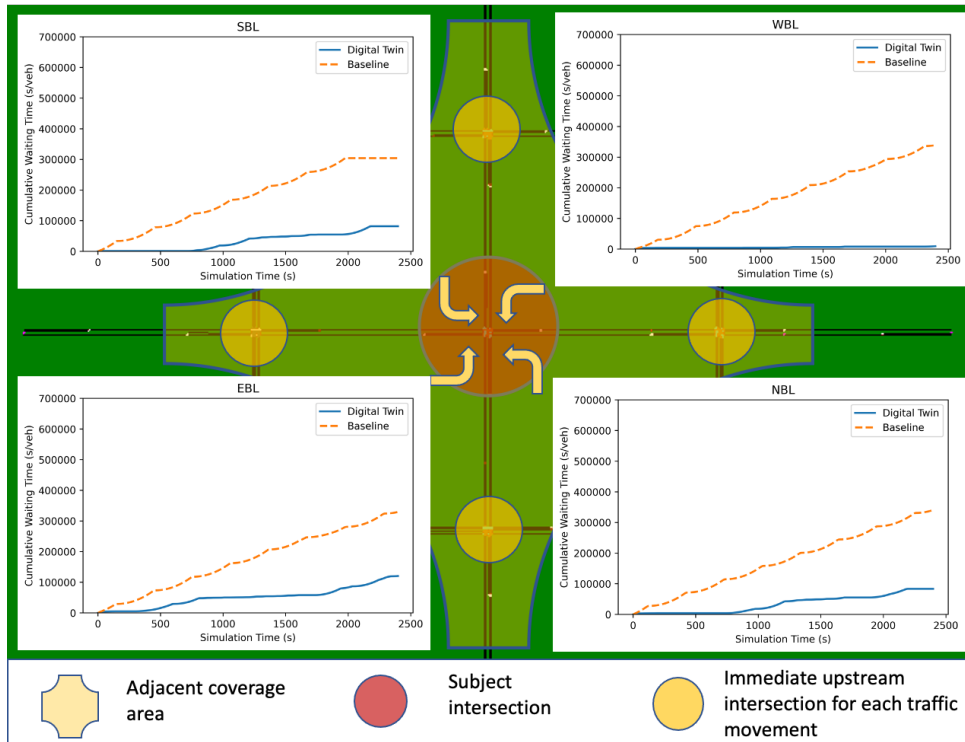 SBL
Digital Twin
Baseline
Cumulative Waiting Time (s/veh)
700000
600000
500000
400000
300000
200000
100000
0
0 500 1000 1500 2000 2500
Simulation Time (s)
WBL
Digital Twin
Baseline
Cumulative Waiting Time (s/veh)
700000
600000
500000
400000
300000
200000
100000
0
0 500 1000 1500 2000 2500
Simulation Time (s)
EBL
Digital Twin
Baseline
Cumulative Waiting Time (s/veh)
700000
600000
500000
400000
300000
200000
100000
0
0 500 1000 1500 2000 2500
Simulation Time (s)
NBL
Digital Twin
Baseline
Cumulative Waiting Time (s/veh)
700000
600000
500000
400000
300000
200000
100000
0
0 500 1000 1500 2000 2500
Simulation Time (s)
Adjacent coverage
area
Subject
intersection
Immediate upstream
intersection for each traffic
movement